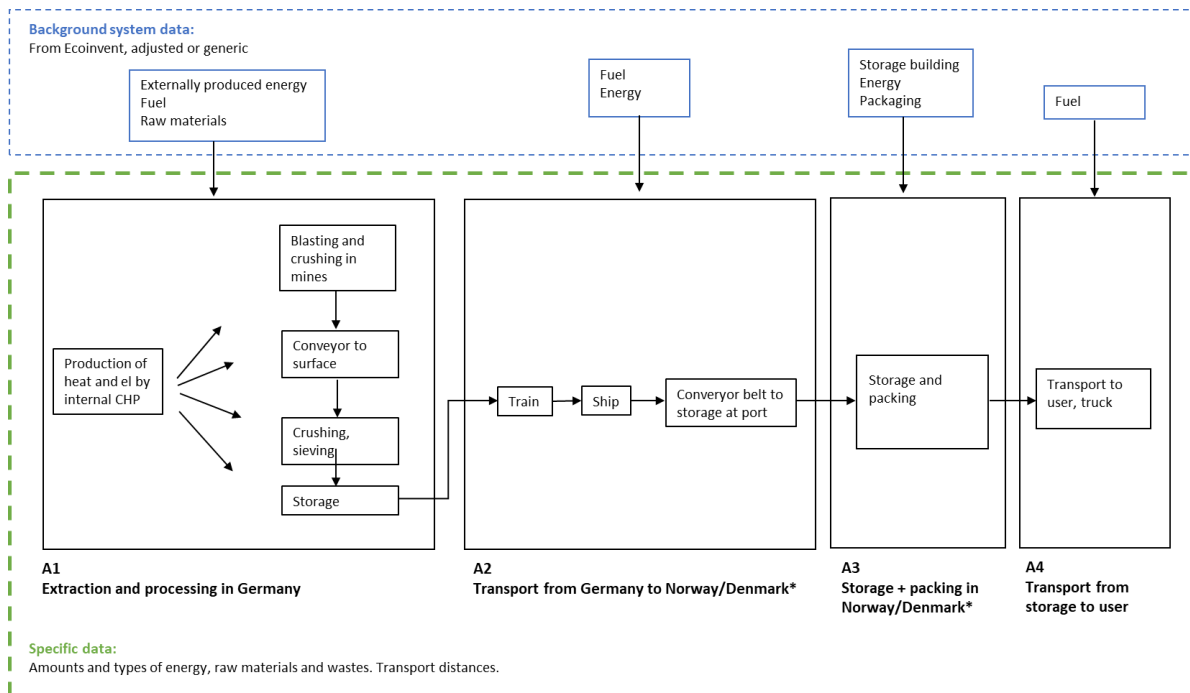 Background system data:
From Ecoinvent, adjusted or generic
Externally produced energy
Fuel
Raw materials
Fuel
Energy
Storage building
Energy
Packaging
Fuel
Blasting and
crushing in
mines
Production of
heat and el by
internal CHP
Conveyor to
surface
Crushing,
sieving
Storage
Train
Ship
Converyor belt to
storage at port
Storage and
packing
Transport to
user, truck
A1
Extraction and processing in Germany
A2
Transport from Germany to Norway/Denmark*
A3
Storage + packing in
Norway/Denmark*
A4
Transport from
storage to user
Specific data:
Amounts and types of energy, raw materials and wastes. Transport distances.